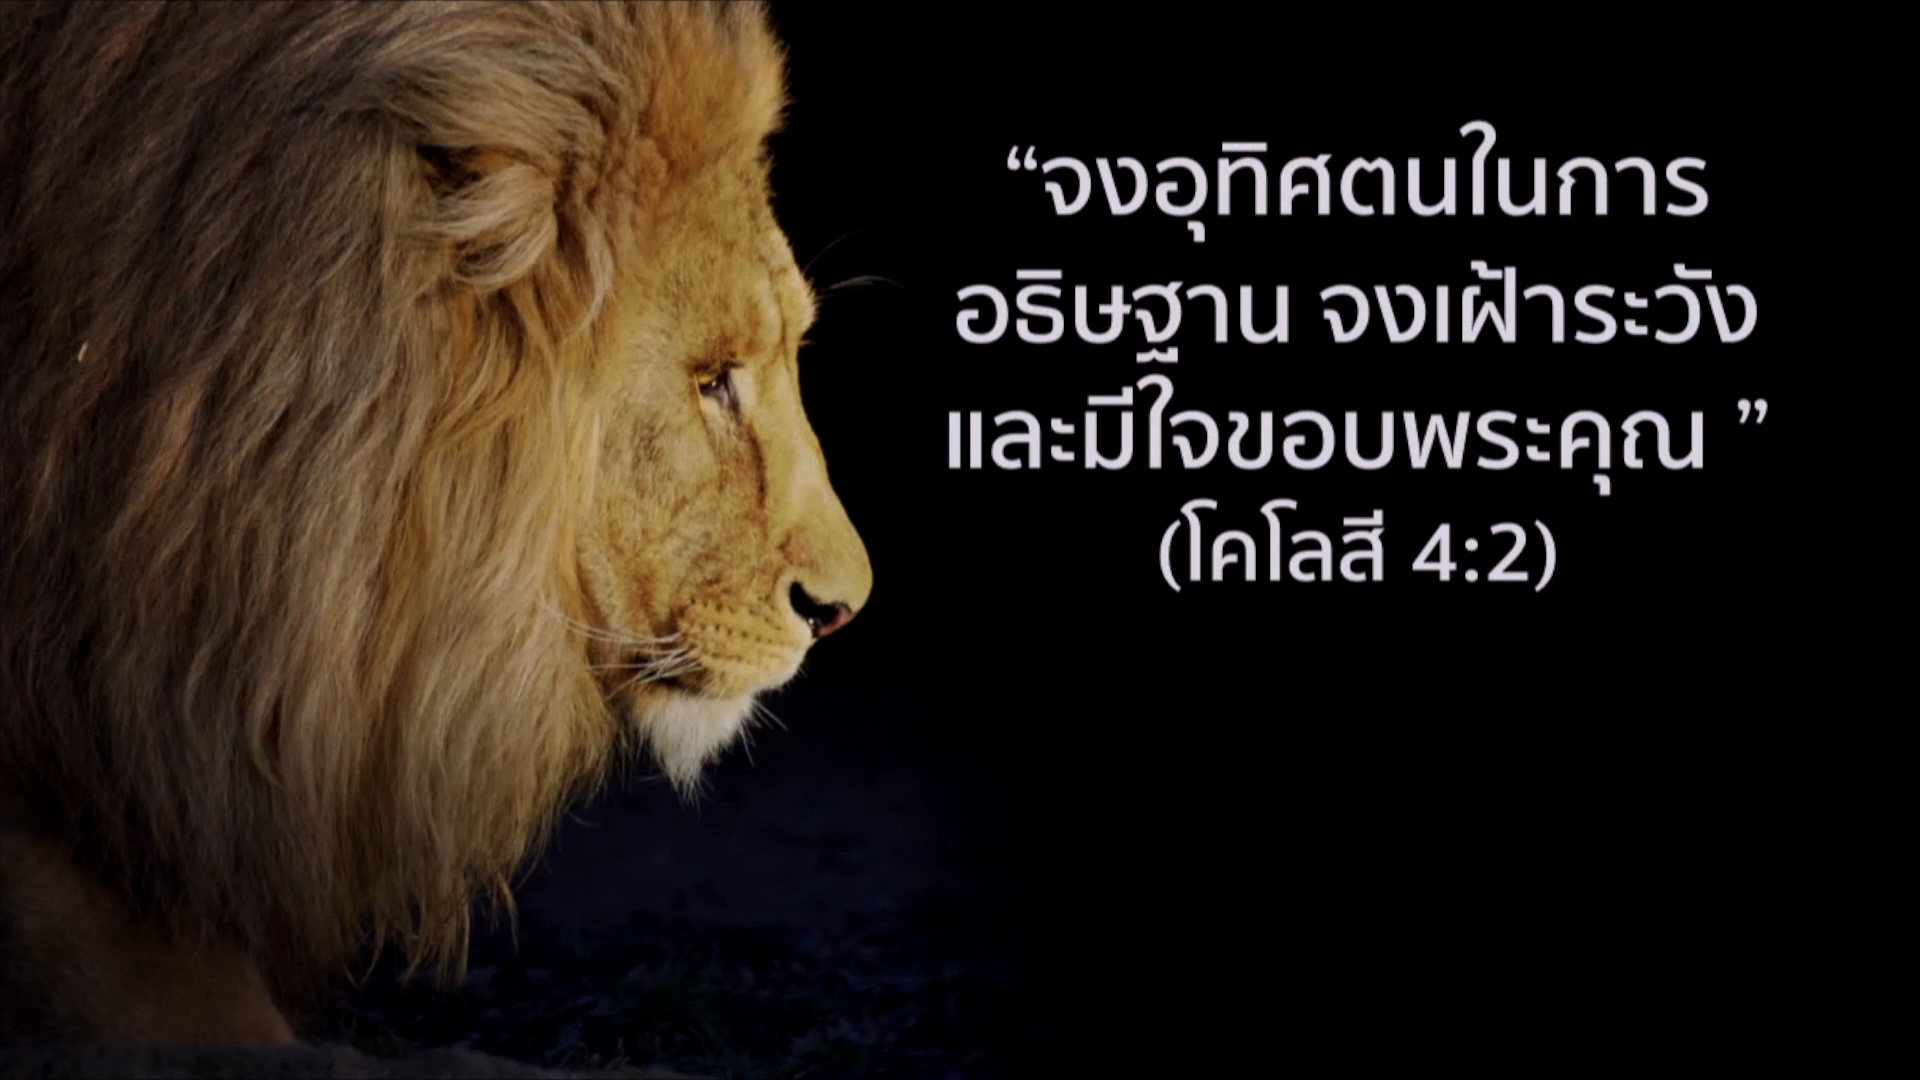 “จงอุทิศตนในการ
อธิษฐาน จงเฝ้าระวัง
และมีใจขอบพระคุณ ”
(โคโลสี 4:2)